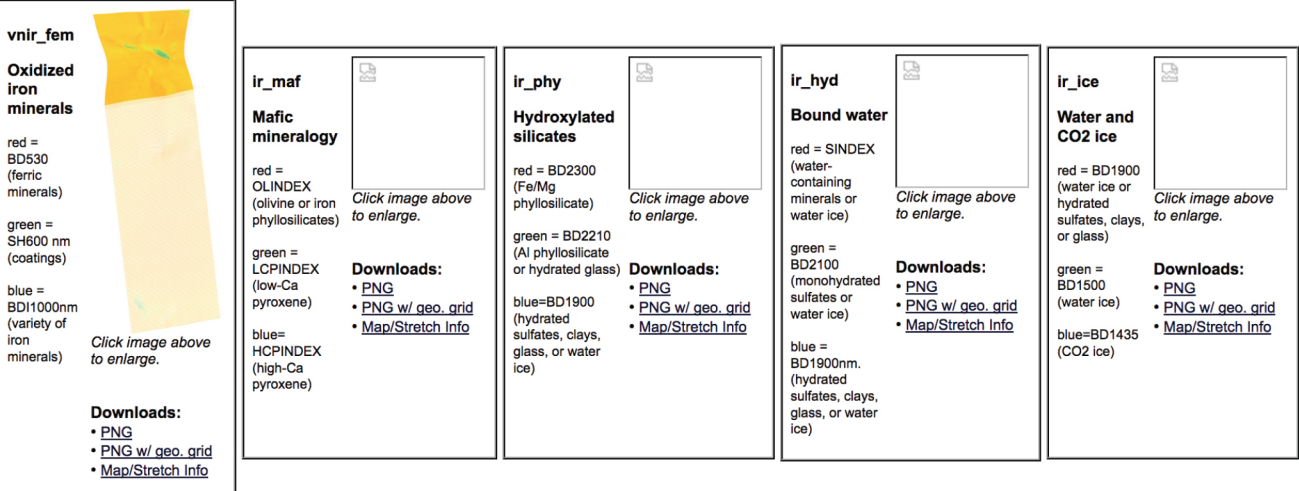 vnir_fem
Oxidized
iron
minerals
red =
BD530
(ferric
minerals)
green =
SH600 nm
(coatings)
blue =
BDI1000nm
(variety of
iron
minerals)
Click image above
to enlarge.
Downloads:
• PNG
• PNG w/ geo. grid
• Map/Stretch Info
ir_maf
Mafic
mineralogy
red =
OLINDEX
(olivine or iron
phyllosilicates)
green =
LCPINDEX
(low-Ca
pyroxene)
blue=
HCPINDEX
(high-Ca
pyroxene)
Click image above
to enlarge.
Downloads:
• PNG
• PNG w/ geo. grid
• Map/Stretch Info
ir_phy
Hydroxylated
silicates
red = BD2300
(Fe/Mg
phyllosilicate)
green = BD2210
(Al phyllosilicate
or hydrated glass)
blue=BD1900
(hydrated
sulfates, clays,
glass, or water
ice)
Click image above
to enlarge.
Downloads:
• PNG
• PNG w/ geo. grid
• Map/Stretch Info
ir_hyd
Bound water
red = SINDEX
(water-
containing
minerals or
water ice)
green =
BD2100
(monohydrated
sulfates or
water ice)
blue =
BD1900nm.
(hydrated
sulfates, clays,
glass, or water
ice)
Click image above
to enlarge.
Downloads:
• PNG
• PNG w/ geo. grid
• Map/Stretch Info
ir_ice
Water and
CO2 ice
red = BD1900
(water ice or
hydrated
sulfates, clays,
or glass)
green =
BD1500
(water ice)
blue=BD1435
(CO2 ice)
Click image above
to enlarge.
Downloads:
• PNG
• PNG w/ geo. grid
• Map/Stretch Info